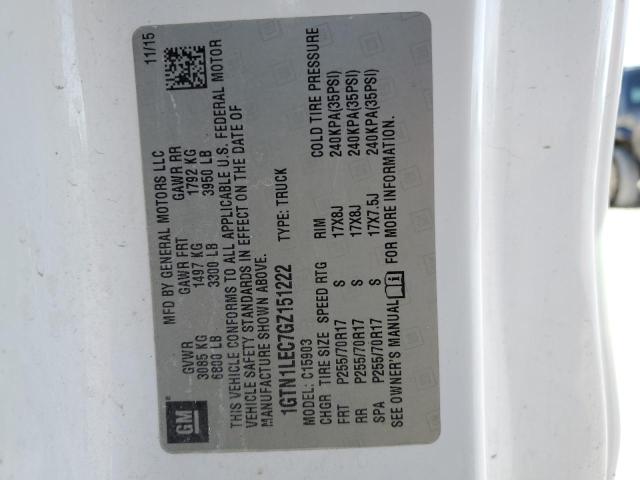 GM
MFD BY GENERAL MOTORS LLC 11/15
GVWR GAWR FRT GAWR RR
3085 KG 1497 KG 1792 KG
6800 LB 3300 LB 3950 LB
THIS VEHICLE CONFORMS TO ALL APPLICABLE U.S. FEDERAL MOTOR
VEHICLE SAFETY STANDARDS IN EFFECT ON THE DATE OF
MANUFACTURE SHOWN ABOVE.
1GTN1LEC7GZ151222 TYPE: TRUCK
MODEL: C15903
CHGR TIRE SIZE SPEED RTG RIM COLD TIRE PRESSURE
FRT P255/70R17 S 17X8J 240KPA(35PSI)
RR P255/70R17 S 17X8J 240KPA(35PSI)
SPA P255/70R17 S 17X7.5J 240KPA(35PSI)
SEE OWNER'S MANUAL FOR MORE INFORMATION.